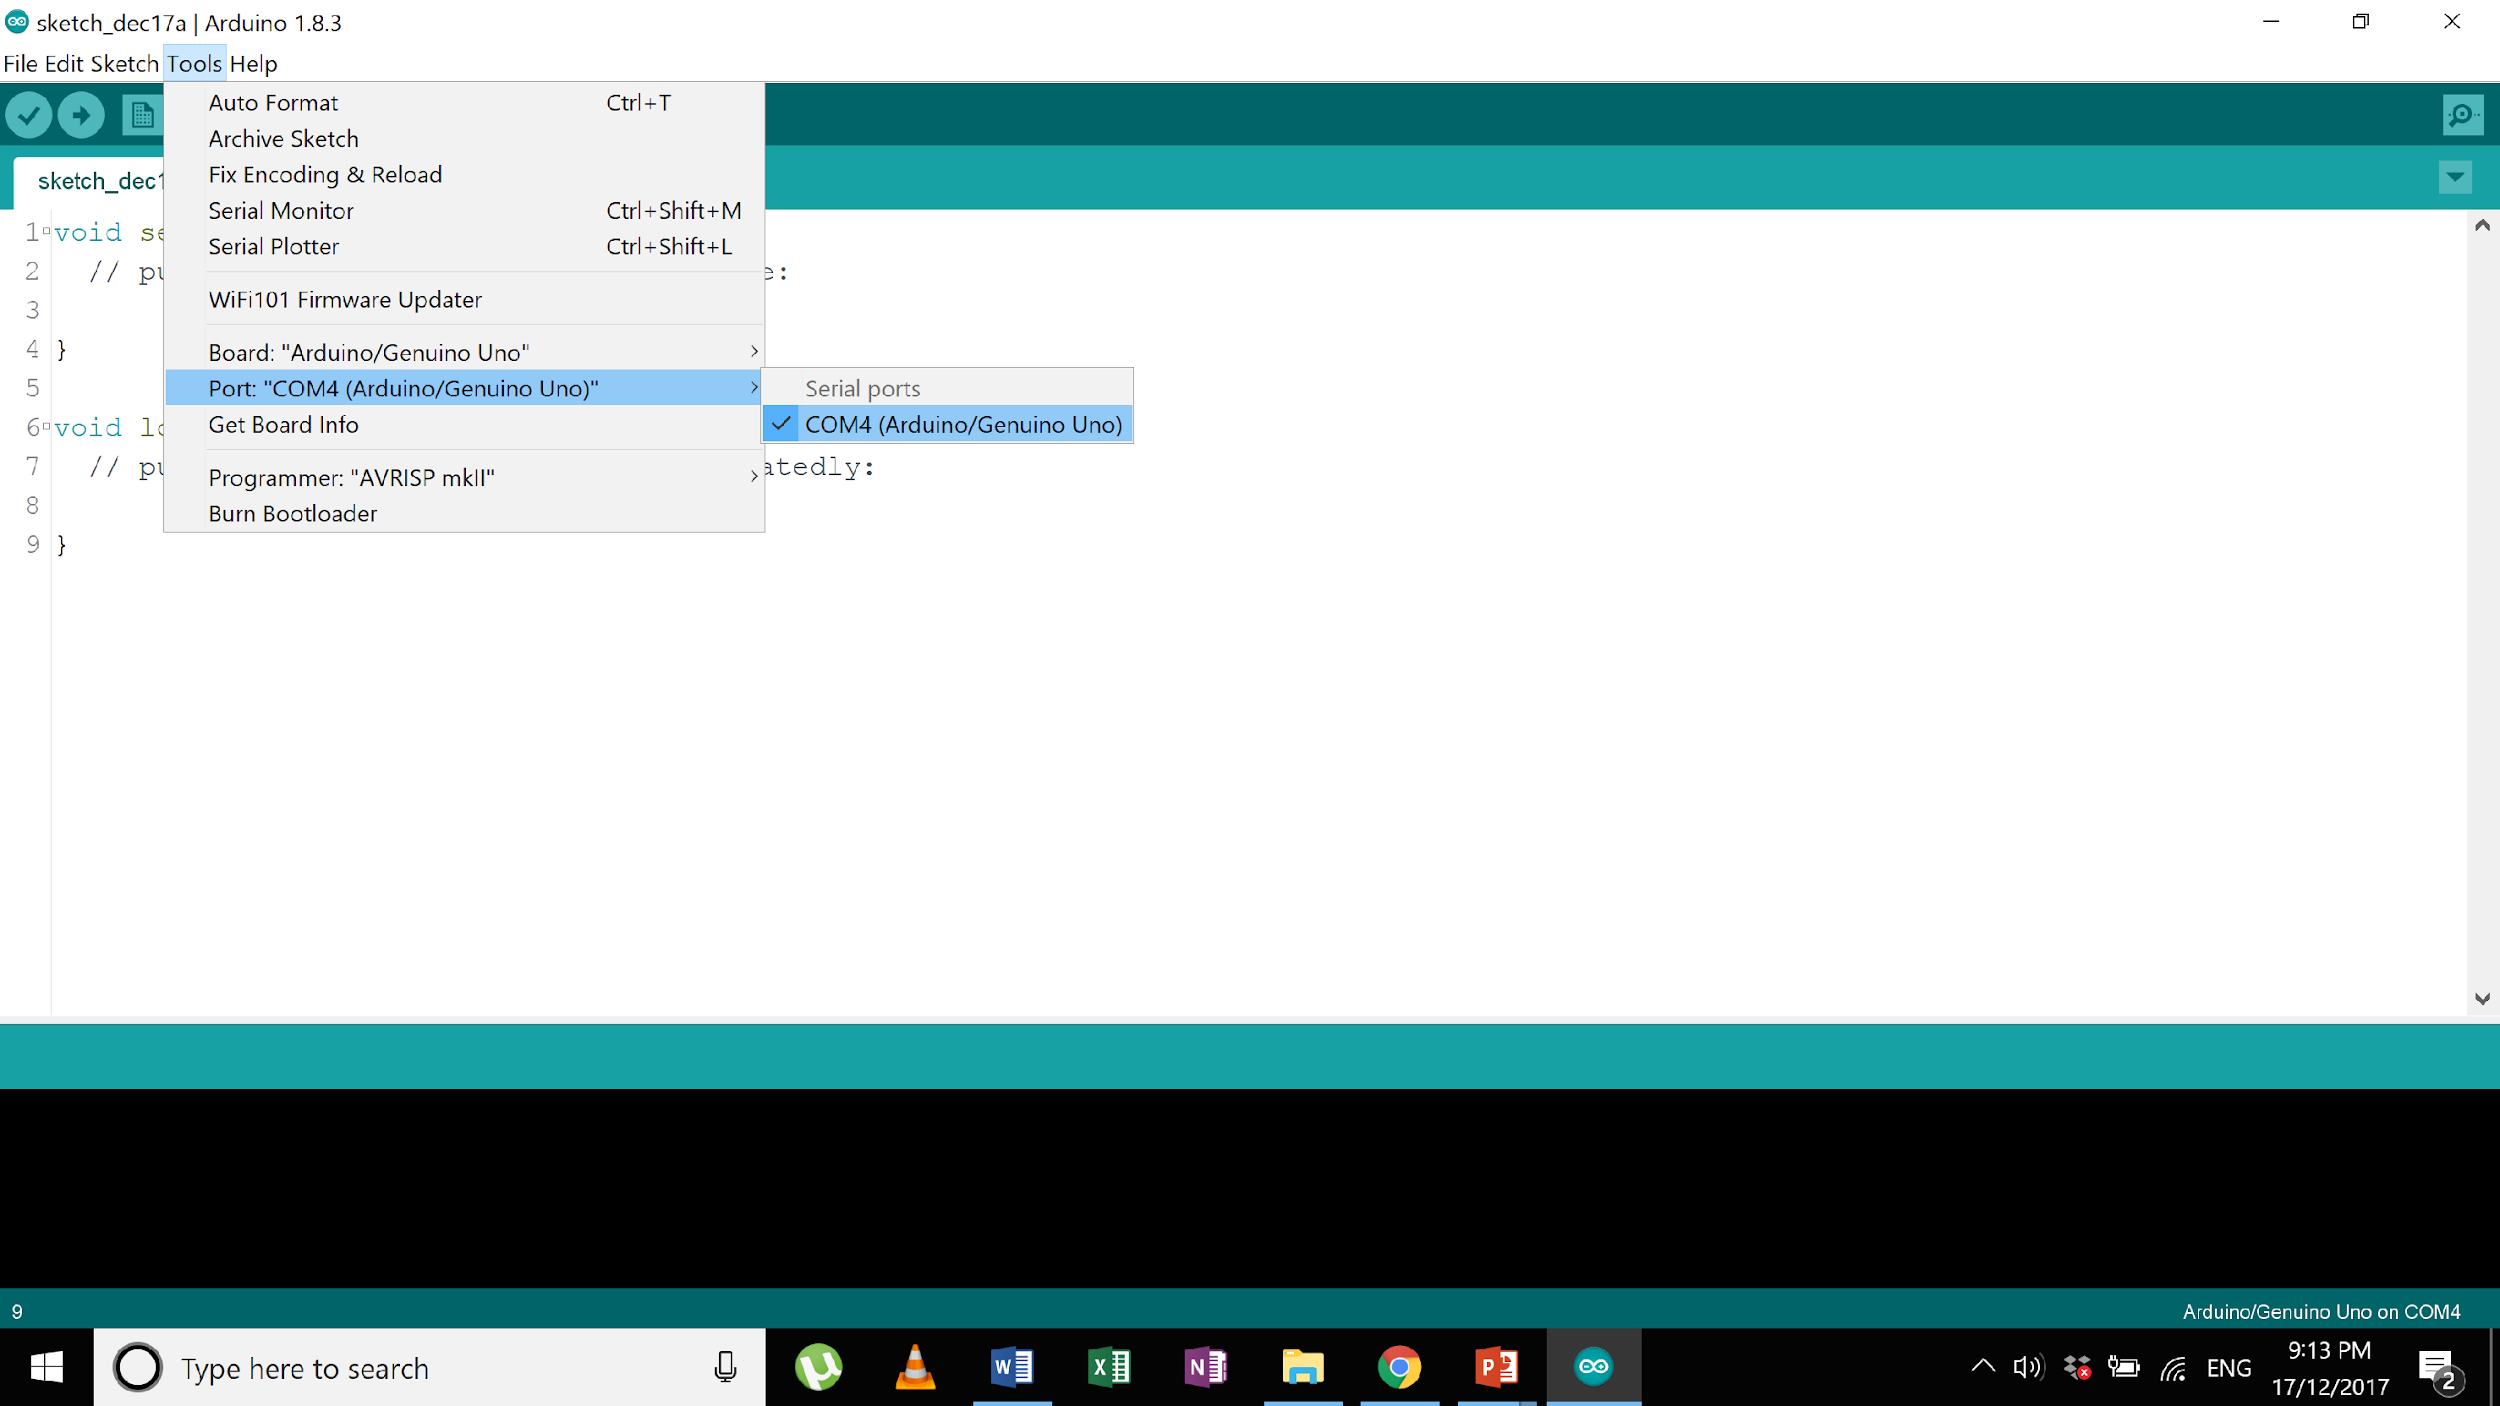 sketch_dec17a | Arduino 1.8.3
File Edit Sketch Tools Help
Auto Format Ctrl+T
Archive Sketch
Fix Encoding & Reload
sketch_dec1
Serial Monitor Ctrl+Shift+M
1 void se
Serial Plotter Ctrl+Shift+L
2 // pu e:
WiFi101 Firmware Updater
3
4 }
Board: "Arduino/Genuino Uno"
5
Port: "COM4 (Arduino/Genuino Uno)"
Serial ports
Get Board Info
COM4 (Arduino/Genuino Uno)
6 void lo
7 // pu atedly:
Programmer: "AVRISP mkII"
8
Burn Bootloader
9 }
9 Arduino/Genuino Uno on COM4
Type here to search
ENG
9:13 PM
17/12/2017
2